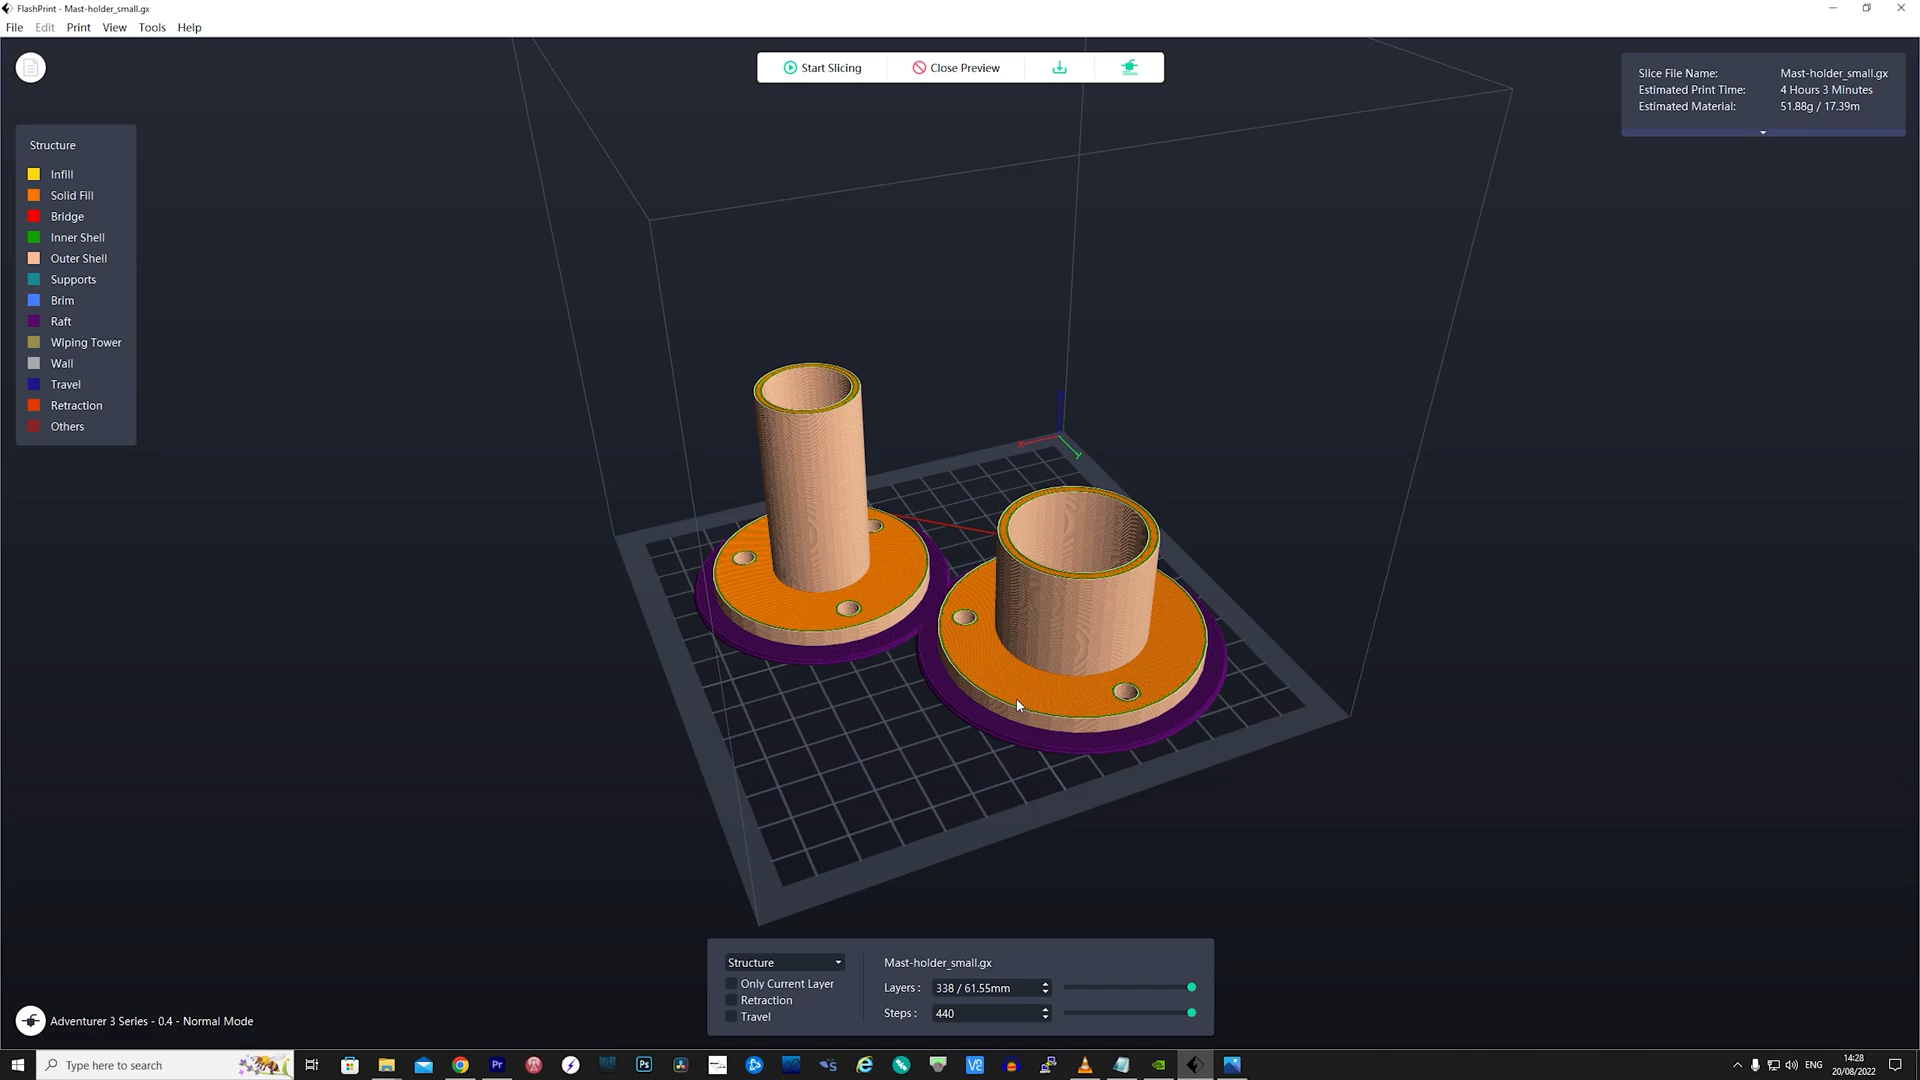 FlashPrint - Mast-holder_small.gx
File Edit Print View Tools Help
Start Slicing Close Preview
Slice File Name: Mast-holder_small.gx
Estimated Print Time: 4 Hours 3 Minutes
Estimated Material: 51.88g / 17.39m
Structure
Infill
Solid Fill
Bridge
Inner Shell
Outer Shell
Supports
Brim
Raft
Wiping Tower
Wall
Travel
Retraction
Others
Structure
Only Current Layer
Retraction
Travel
Mast-holder_small.gx
Layers : 338 / 61.55mm
Steps : 440
Adventurer 3 Series - 0.4 - Normal Mode
Type here to search
Pr
Ps
V2
ENG
14:28
20/08/2022